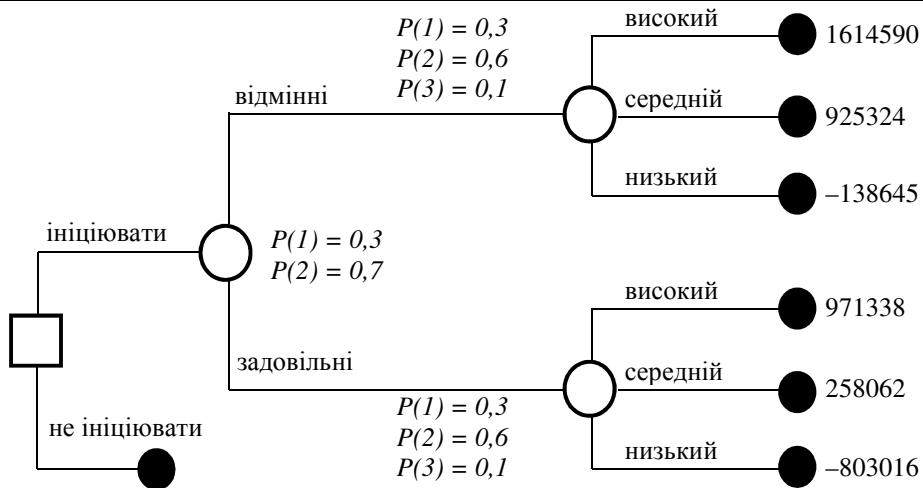 високий
P(1) = 0,3
1614590
P(2) = 0,6
P(3) = 0,1
відмінні
середній
925324
низький
–138645
ініціювати
P(1) = 0,3
P(2) = 0,7
високий
971338
задовільні
середній
258062
P(1) = 0,3
не ініціювати
P(2) = 0,6
низький
P(3) = 0,1
–803016